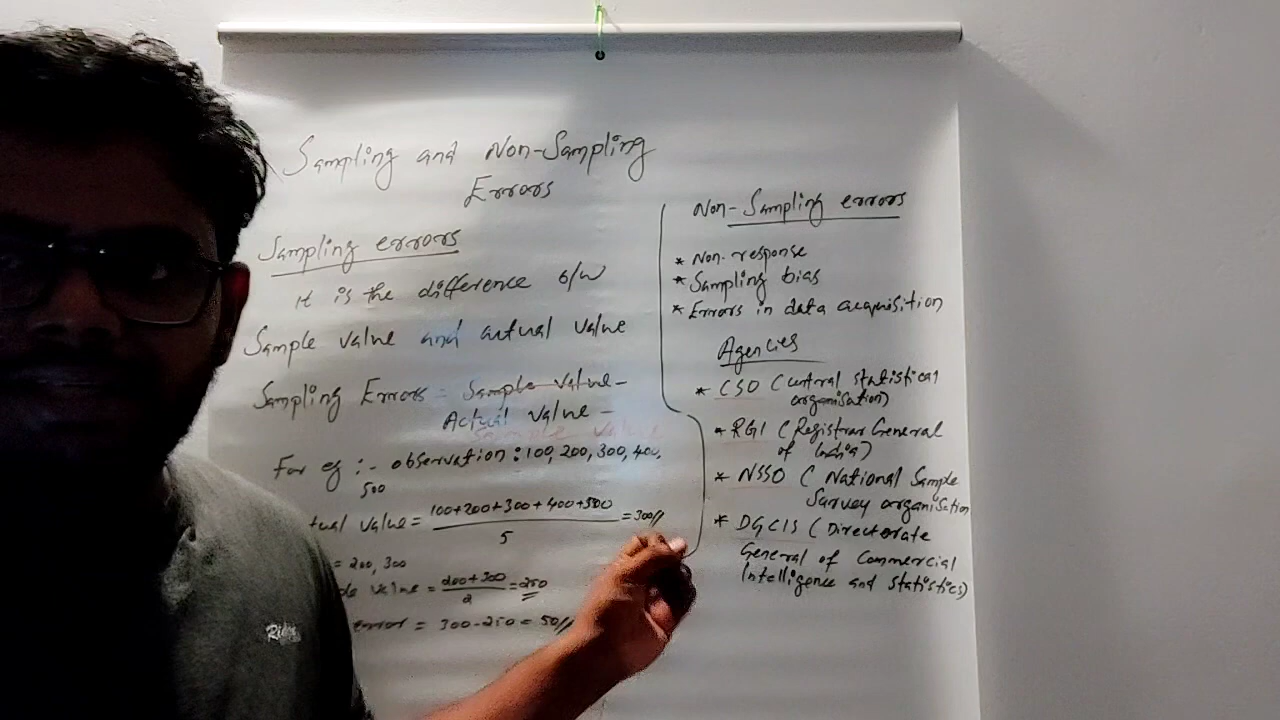 Sampling and Non-Sampling
Errors
Sampling errors
it is the difference b/w
Sample value and actual value
Sampling Errors = Sample value -
Actual value -
For eg :- observation : 100, 200, 300, 400,
500
tual value = 100+200+300+400+500 = 300//
5
= 200, 300
value = 200+300 = 250
2
error = 300-250 = 50//
Non-Sampling errors
* Non-response
* Sampling bias
* Errors in data acquisition
Agencies
* CSO (central statistical
organisation)
* RGI (Registrar General
of India)
* NSSO (National Sample
Survey organisation
* DGCIS (Directorate
General of Commercial
Intelligence and Statistics)